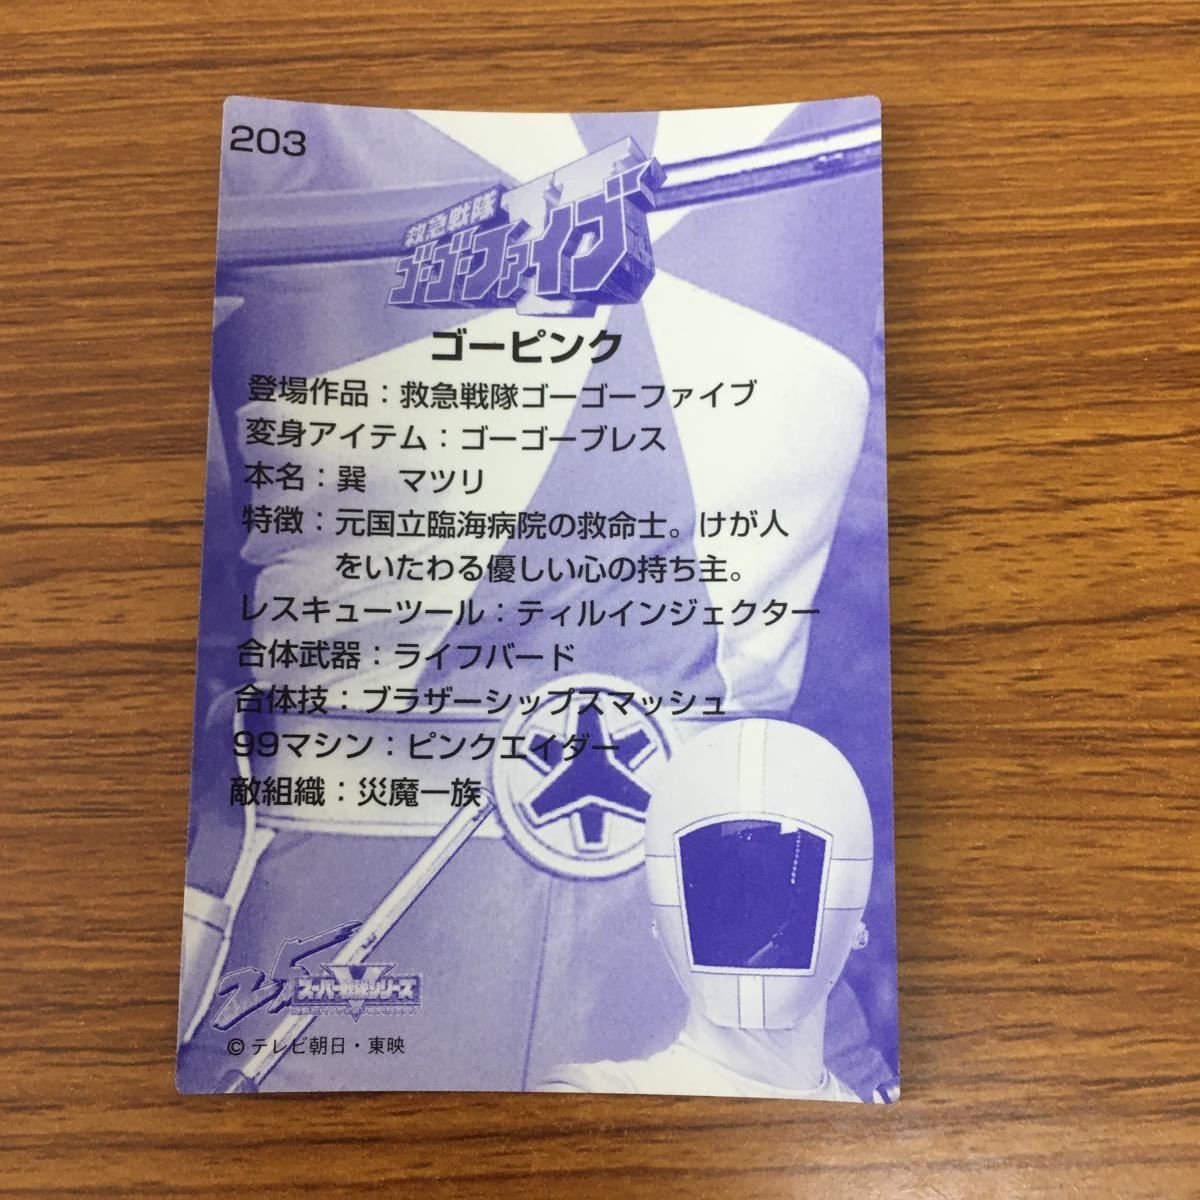 203
救急戦隊
ゴーゴーファイブ
ゴーピンク
登場作品：救急戦隊ゴーゴーファイブ
変身アイテム：ゴーゴーブレス
本名：巽　マツリ
特徴：元国立臨海病院の救命士。けが人
をいたわる優しい心の持ち主。
レスキューツール：ティルインジェクター
合体武器：ライフバード
合体技：ブラザーシップスマッシュ
99マシン：ピンクエイダー
敵組織：災魔一族
スーパー戦隊シリーズ
© テレビ朝日・東映